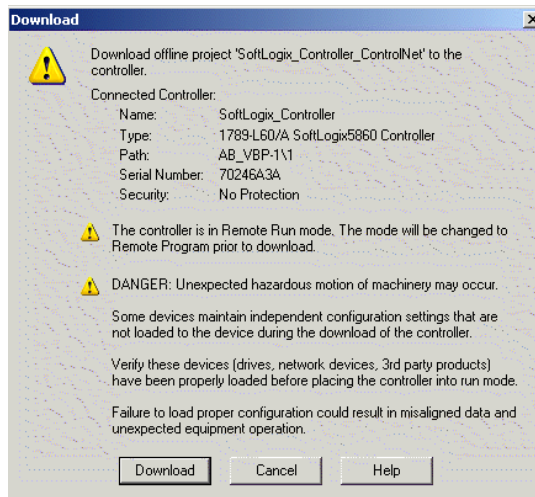 Download
Download offline project 'SoftLogix_Controller_ControlNet' to the
controller.
Connected Controller:
Name: SoftLogix_Controller
Type: 1789-L60/A SoftLogix5860 Controller
Path: AB_VBP-1\1
Serial Number: 70246A3A
Security: No Protection
The controller is in Remote Run mode. The mode will be changed to
Remote Program prior to download.
DANGER: Unexpected hazardous motion of machinery may occur.
Some devices maintain independent configuration settings that are
not loaded to the device during the download of the controller.
Verify these devices (drives, network devices, 3rd party products)
have been properly loaded before placing the controller into run mode.
Failure to load proper configuration could result in misaligned data and
unexpected equipment operation.
Download Cancel Help